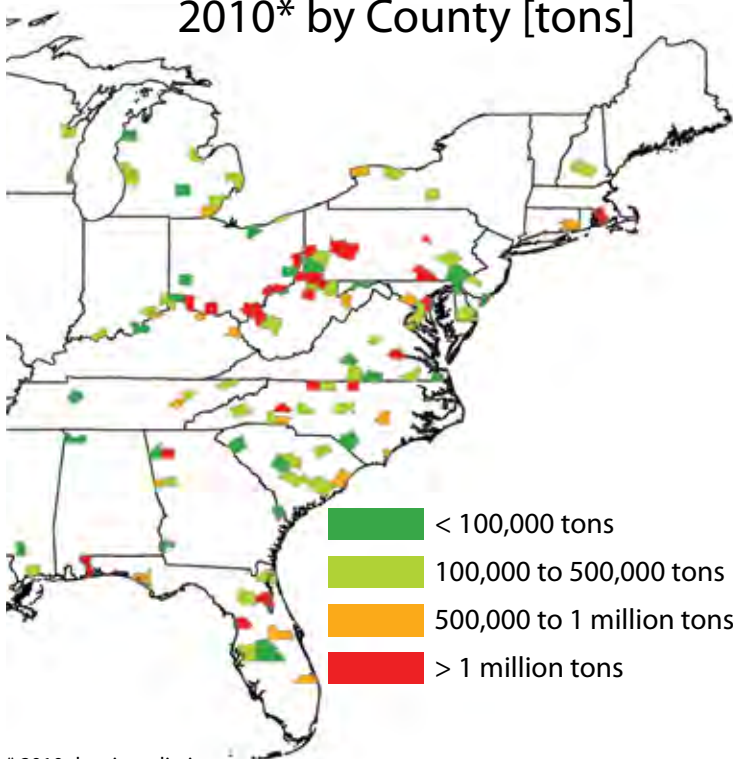 2010* by County [tons]
< 100,000 tons
100,000 to 500,000 tons
500,000 to 1 million tons
> 1 million tons
* 2010